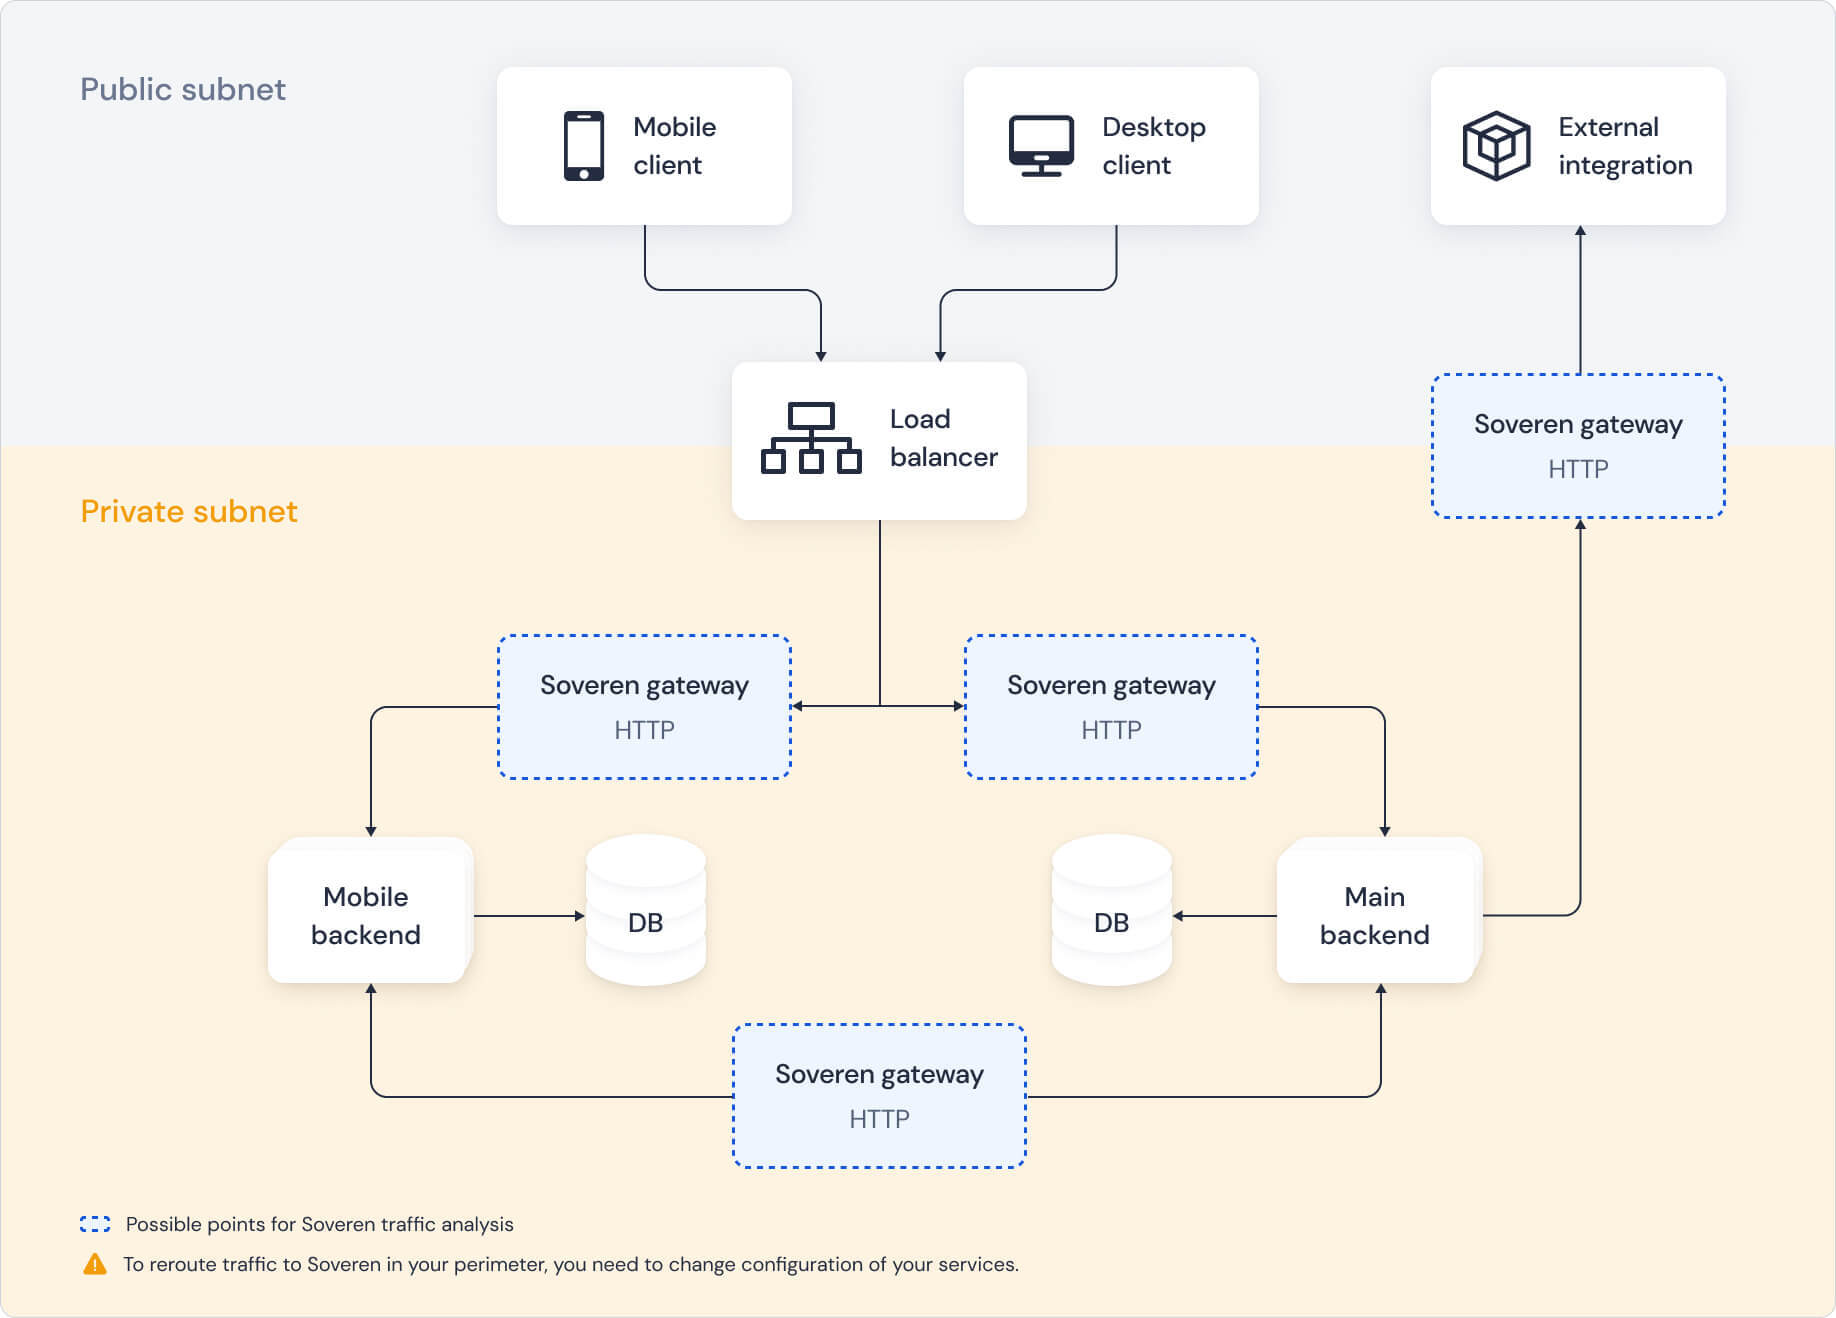 Public subnet
Mobile
client
Desktop
client
External
integration
Load
balancer
Soveren gateway
HTTP
Private subnet
Soveren gateway
HTTP
Soveren gateway
HTTP
Mobile
backend
DB
DB
Main
backend
Soveren gateway
HTTP
Possible points for Soveren traffic analysis
To reroute traffic to Soveren in your perimeter, you need to change configuration of your services.